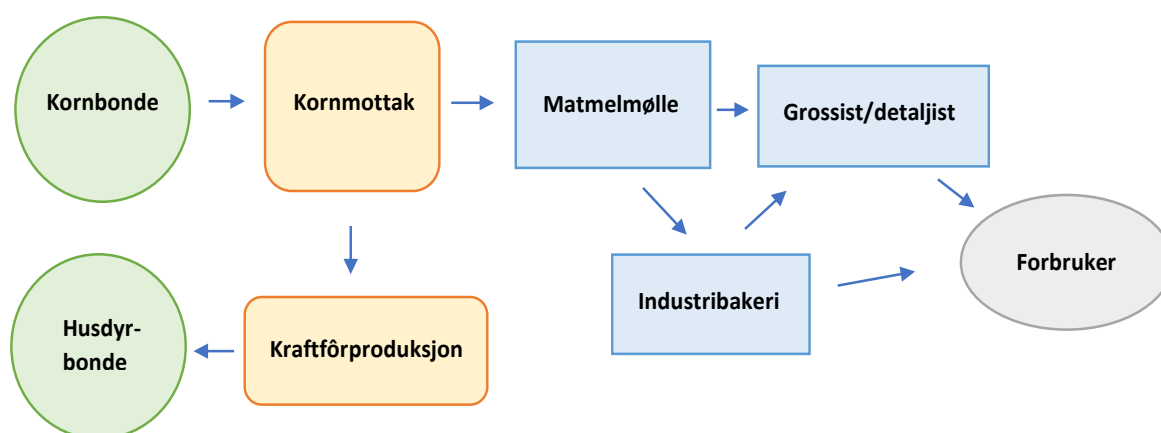 Kornbonde
Kornmottak
Matmelmølle
Grossist/detaljist
Industribakeri
Forbruker
Husdyr-
bonde
Kraftfôrproduksjon